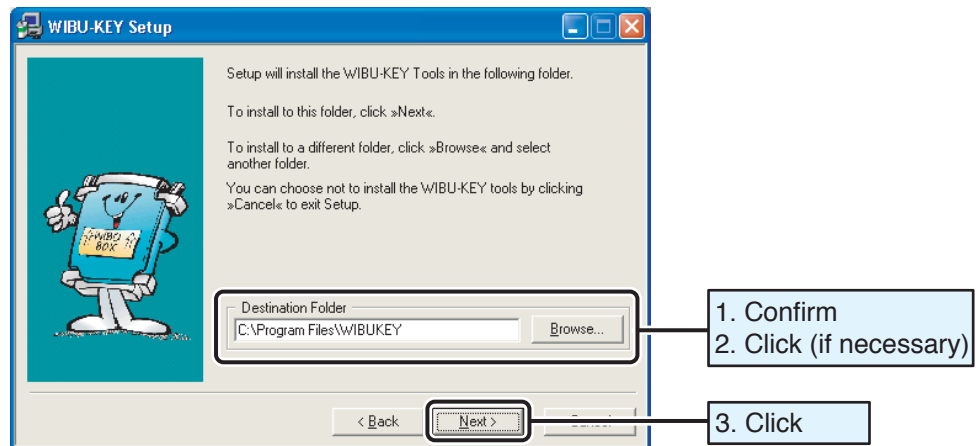 WIBU-KEY Setup
Setup will install the WIBU-KEY Tools in the following folder.
To install to this folder, click »Next«.
To install to a different folder, click »Browse« and select
another folder.
You can choose not to install the WIBU-KEY tools by clicking
»Cancel« to exit Setup.
WIBO
BOX
Destination Folder
C:\Program Files\WIBUKEY
Browse...
1. Confirm
2. Click (if necessary)
< Back
Next >
3. Click